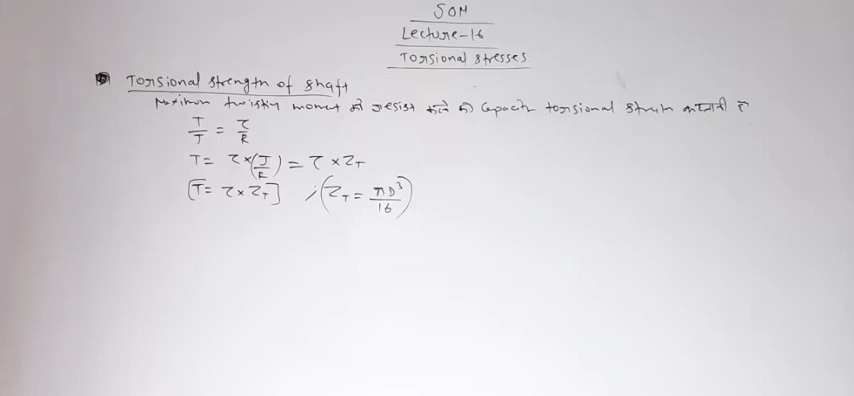 SOM
Lecture-16
Torsional stresses
Torsional strength of shaft
Maximum twisting moment को resist करने की capacity torsional strength कहलाती है
T/J = τ/R
T = τ×(J/R) = τ × Z_T
[T = τ × Z_T] ; (Z_T = πD³/16)